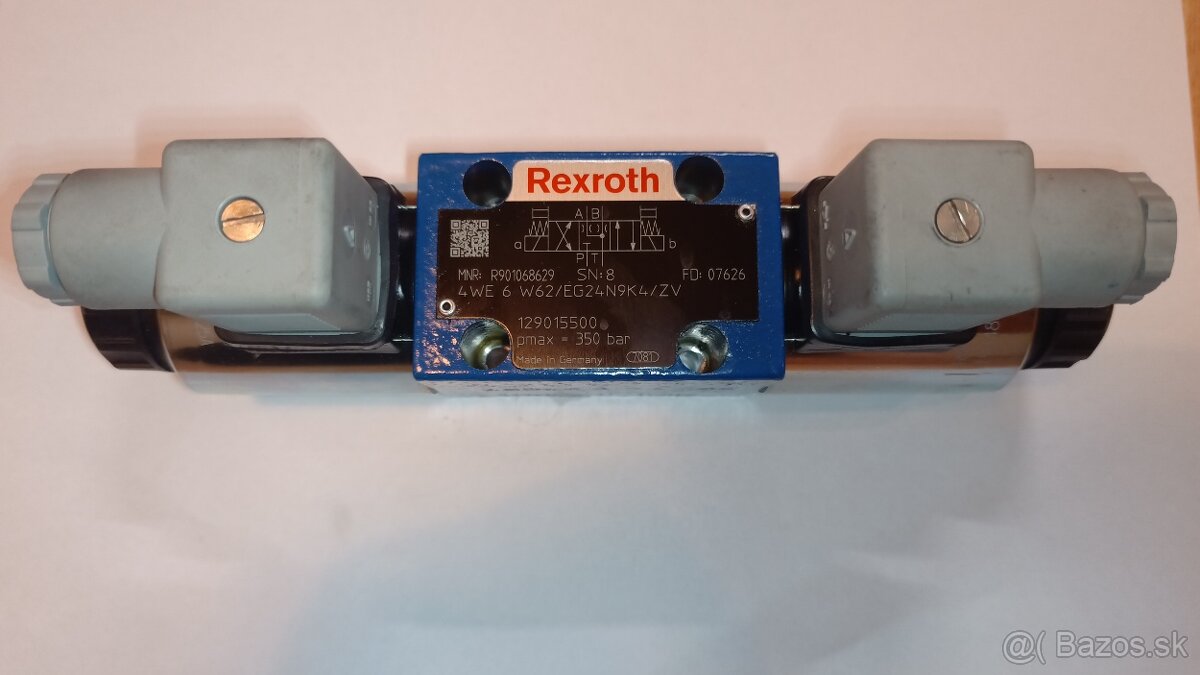 Rexroth
A B
a b
P T
MNR: R901068629 SN:8 FD: 07626
4WE 6 W62/EG24N9K4/ZV
129015500
pmax = 350 bar
Made in Germany 7081
@( Bazos.sk